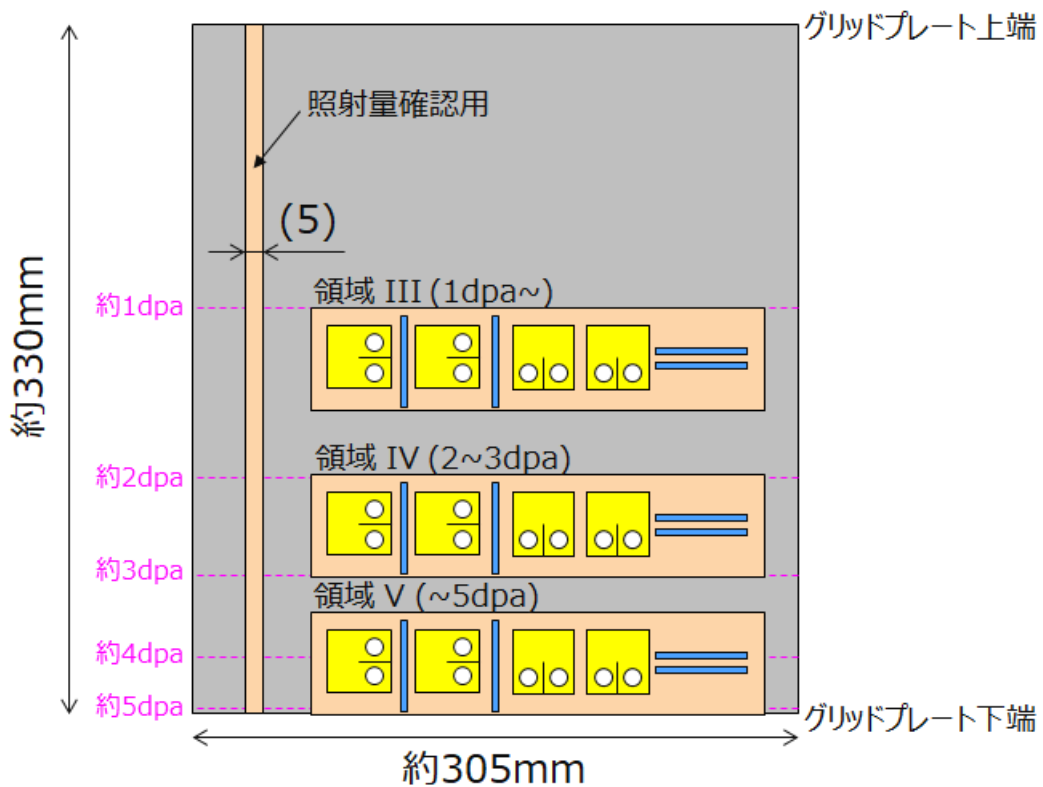 グリッドプレート上端
照射量確認用
(5)
約330mm
約1dpa
領域 III (1dpa~)
領域 IV (2~3dpa)
約2dpa
約3dpa
領域 V (~5dpa)
約4dpa
約5dpa
グリッドプレート下端
約305mm